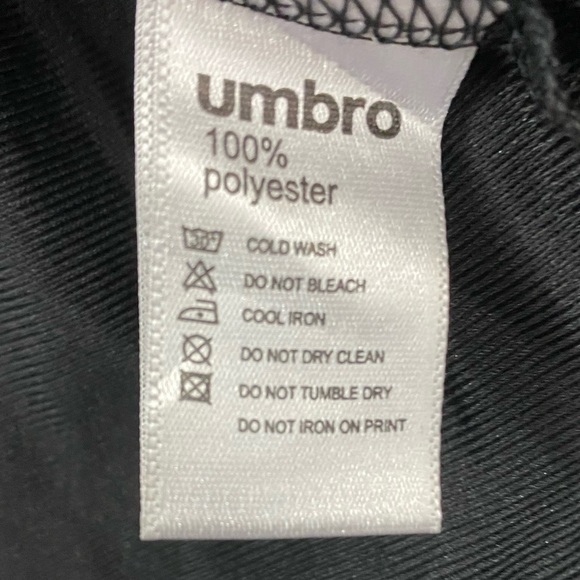 umbro
100%
polyester
30° COLD WASH
DO NOT BLEACH
COOL IRON
DO NOT DRY CLEAN
DO NOT TUMBLE DRY
DO NOT IRON ON PRINT